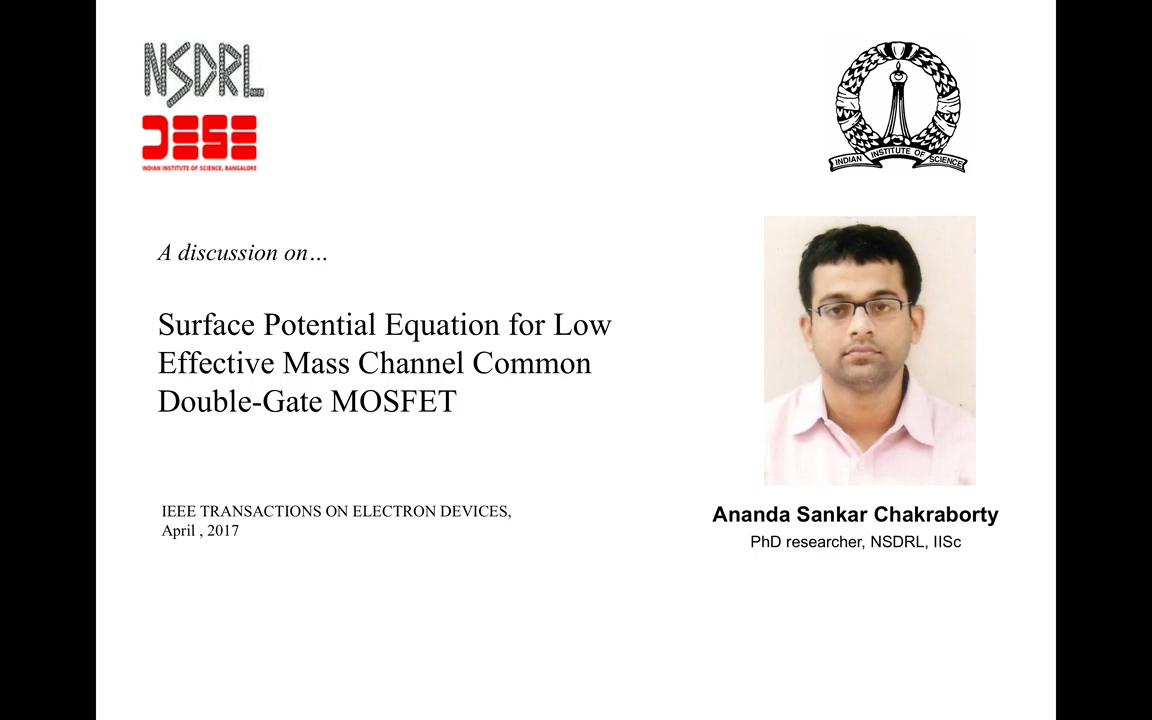 NSDRL
DESE
INDIAN INSTITUTE OF SCIENCE, BANGALORE
INDIAN INSTITUTE OF SCIENCE
A discussion on…
Surface Potential Equation for Low
Effective Mass Channel Common
Double-Gate MOSFET
IEEE TRANSACTIONS ON ELECTRON DEVICES,
April , 2017
Ananda Sankar Chakraborty
PhD researcher, NSDRL, IISc